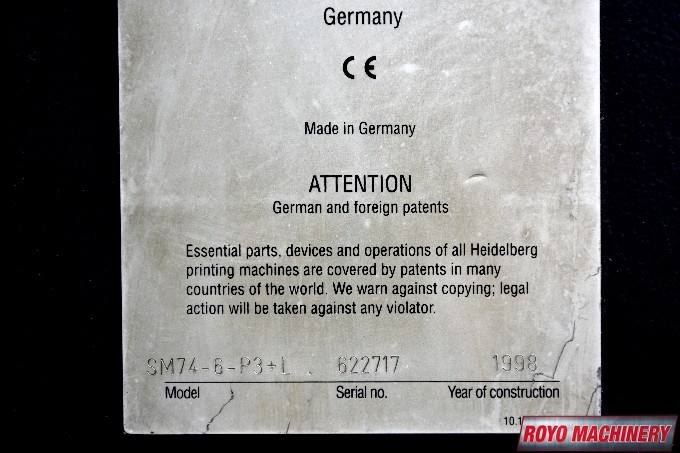 Germany
CE
Made in Germany
ATTENTION
German and foreign patents
Essential parts, devices and operations of all Heidelberg
printing machines are covered by patents in many
countries of the world. We warn against copying; legal
action will be taken against any violator.
SM74-6-P3+L 622717 1998
Model Serial no. Year of construction
ROYO MACHINERY